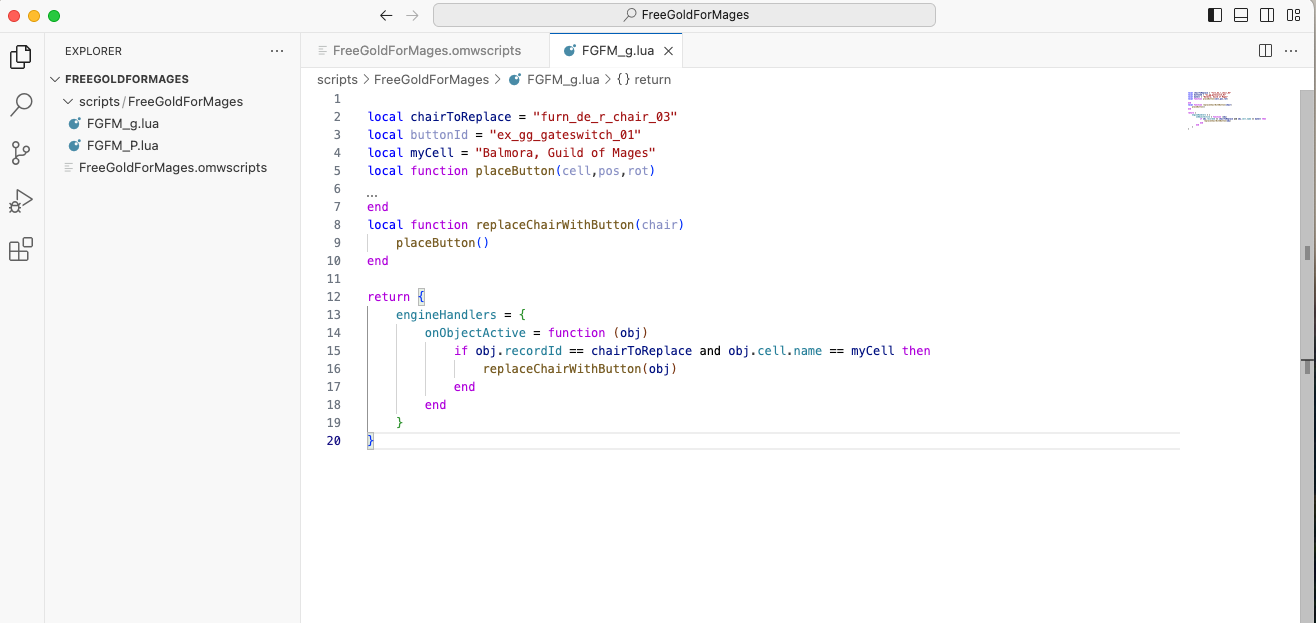 FreeGoldForMages
EXPLORER
FREEGOLDFORMAGES
scripts/FreeGoldForMages
FGFM_g.lua
FGFM_P.lua
FreeGoldForMages.omwscripts
FreeGoldForMages.omwscripts
FGFM_g.lua
scripts > FreeGoldForMages > FGFM_g.lua > {} return
1
2 local chairToReplace = "furn_de_r_chair_03"
3 local buttonId = "ex_gg_gateswitch_01"
4 local myCell = "Balmora, Guild of Mages"
5 local function placeButton(cell,pos,rot)
6 ...
7 end
8 local function replaceChairWithButton(chair)
9     placeButton()
10 end
11
12 return {
13     engineHandlers = {
14         onObjectActive = function (obj)
15             if obj.recordId == chairToReplace and obj.cell.name == myCell then
16                 replaceChairWithButton(obj)
17             end
18         end
19     }
20 }